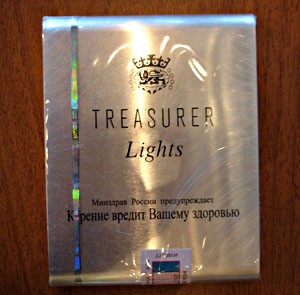 TREASURER
Lights
Минздрав России предупреждает
Курение вредит Вашему здоровью